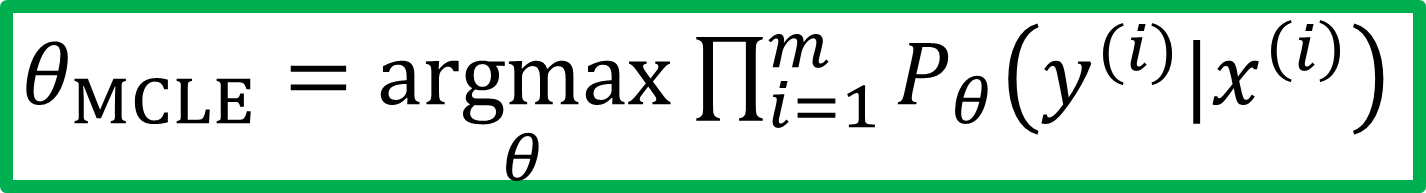 θ_MCLE = argmax_θ ∏_{i=1}^{m} P_θ(y^{(i)}|x^{(i)})